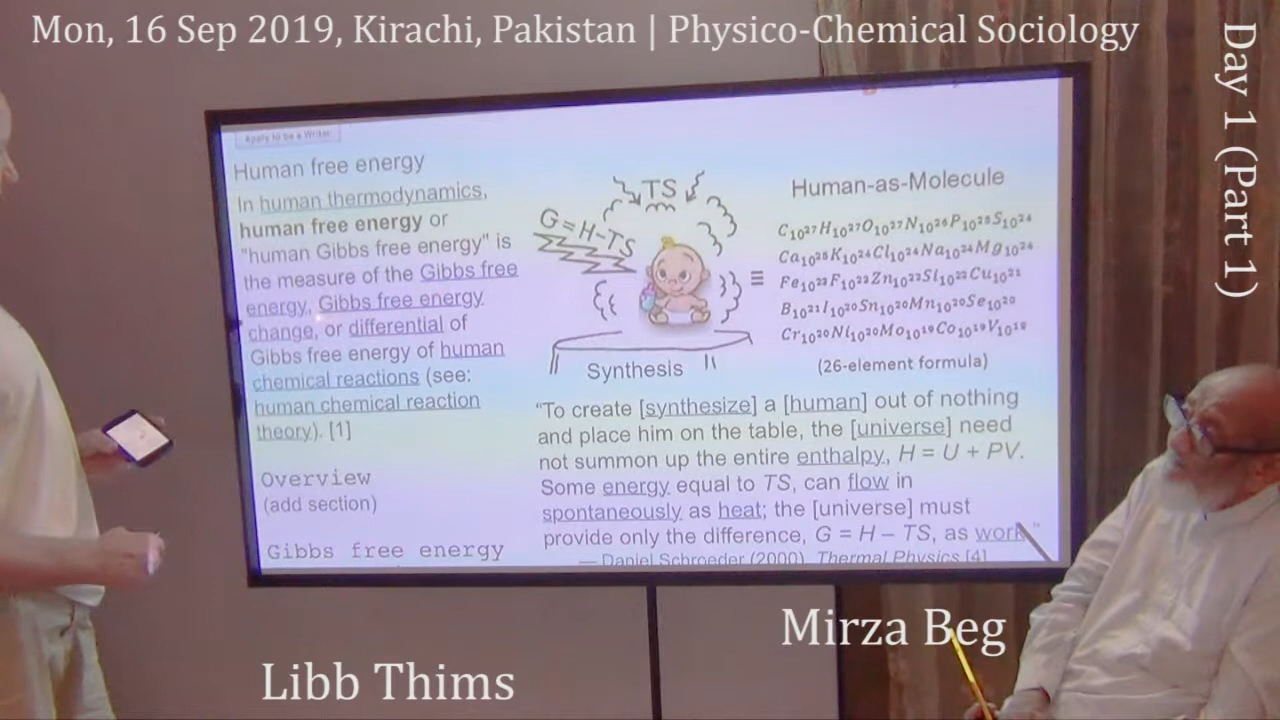 Mon, 16 Sep 2019, Kirachi, Pakistan | Physico-Chemical Sociology
Day 1 (Part 1)
Apply to be a Writer
Human free energy
In human thermodynamics,
human free energy or
"human Gibbs free energy" is
the measure of the Gibbs free
energy, Gibbs free energy
change, or differential of
Gibbs free energy of human
chemical reactions (see:
human chemical reaction
theory). [1]
Overview
(add section)
Gibbs free energy
TS
G=H-TS
≡
Synthesis
Human-as-Molecule
C₁₀27H₁₀27O₁₀27N₁₀26P₁₀25S₁₀24
Ca₁₀25K₁₀24Cl₁₀24Na₁₀24Mg₁₀24
Fe₁₀23F₁₀23Zn₁₀22Si₁₀22Cu₁₀21
B₁₀21I₁₀20Sn₁₀20Mn₁₀20Se₁₀20
Cr₁₀20Ni₁₀20Mo₁₀19Co₁₀19V₁₀18
(26-element formula)
“To create [synthesize] a [human] out of nothing
and place him on the table, the [universe] need
not summon up the entire enthalpy, H = U + PV.
Some energy equal to TS, can flow in
spontaneously as heat; the [universe] must
provide only the difference, G = H – TS, as work.”
— Daniel Schroeder (2000), Thermal Physics [4]
Libb Thims
Mirza Beg